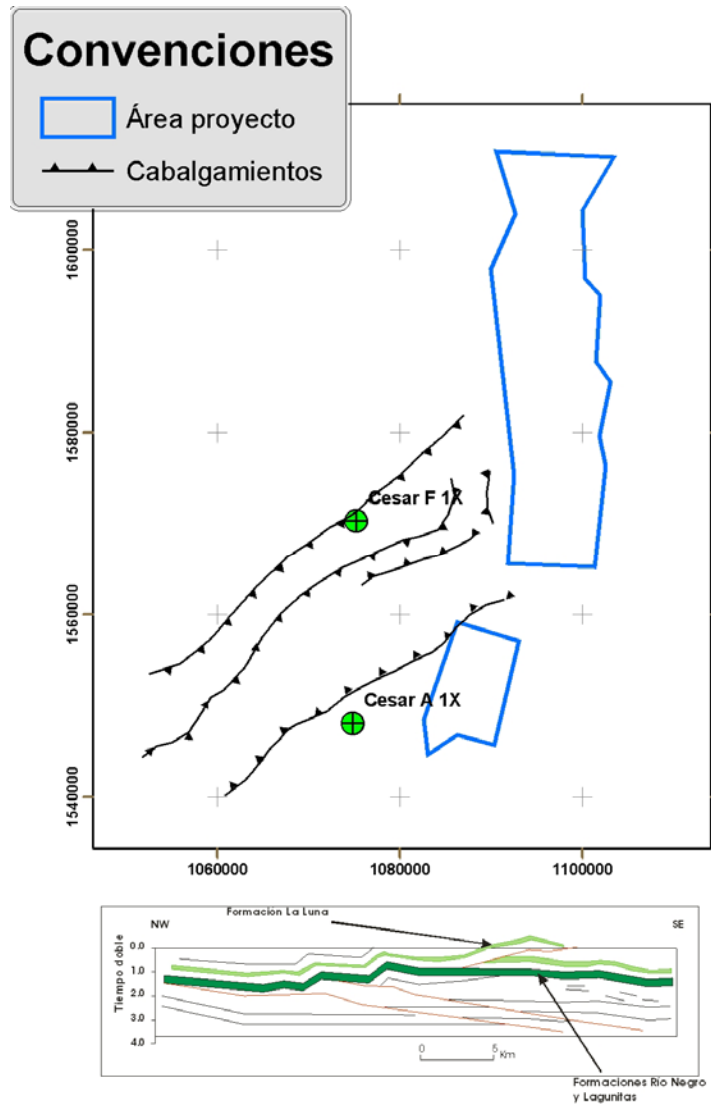 Convenciones
Área proyecto
Cabalgamientos
1600000
1580000
Cesar F 1X
1560000
Cesar A 1X
1540000
1060000
1080000
1100000
Formacion La Luna
NW
SE
Tiempo doble
0.0
1.0
2.0
3.0
4.0
0
5
Km
Formaciones Río Negro
y Lagunitas